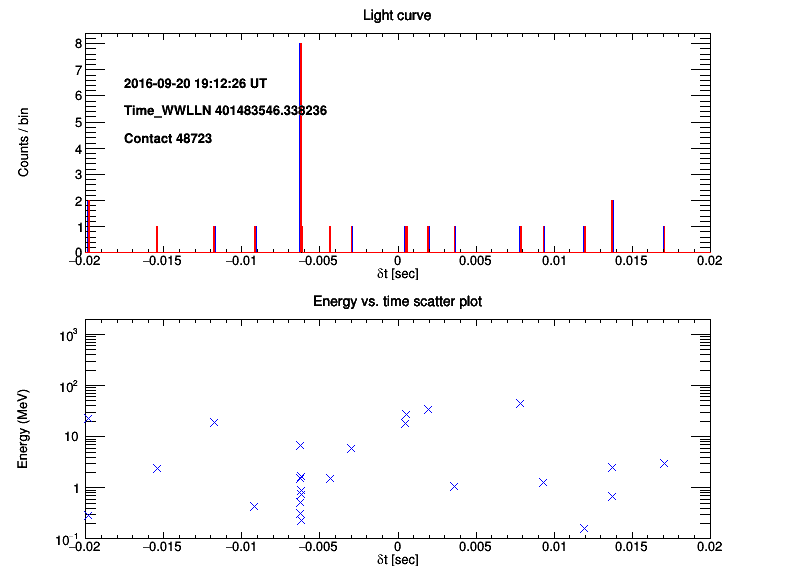 Light curve
8
7
6
5
4
3
2
1
0
Counts / bin
2016-09-20 19:12:26 UT
Time_WWLLN 401483546.338236
Contact 48723
−0.02 −0.015 −0.01 −0.005 0 0.005 0.01 0.015 0.02
δt [sec]
Energy vs. time scatter plot
10³
10²
10
1
10⁻¹
Energy (MeV)
−0.02 −0.015 −0.01 −0.005 0 0.005 0.01 0.015 0.02
δt [sec]